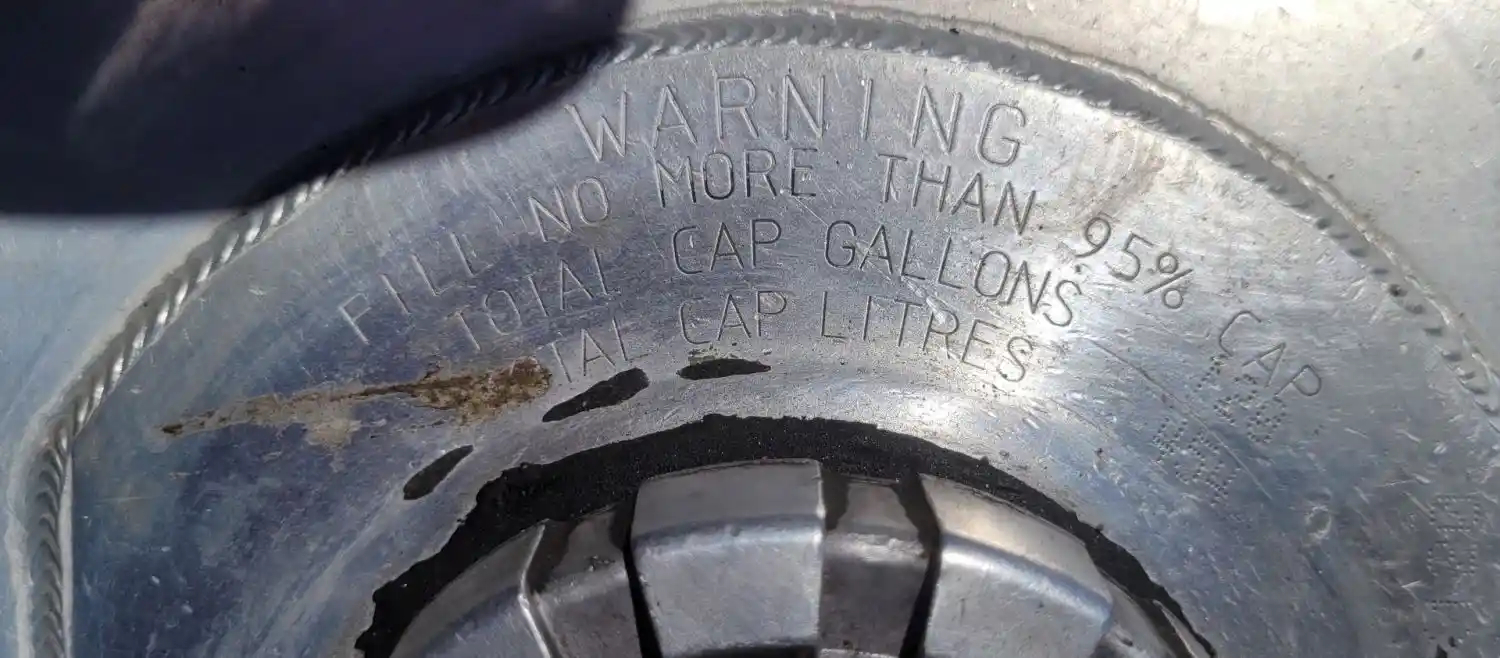 WARNING
FILL NO MORE THAN 95% CAP
TOTAL CAP GALLONS
TAL CAP LITRES